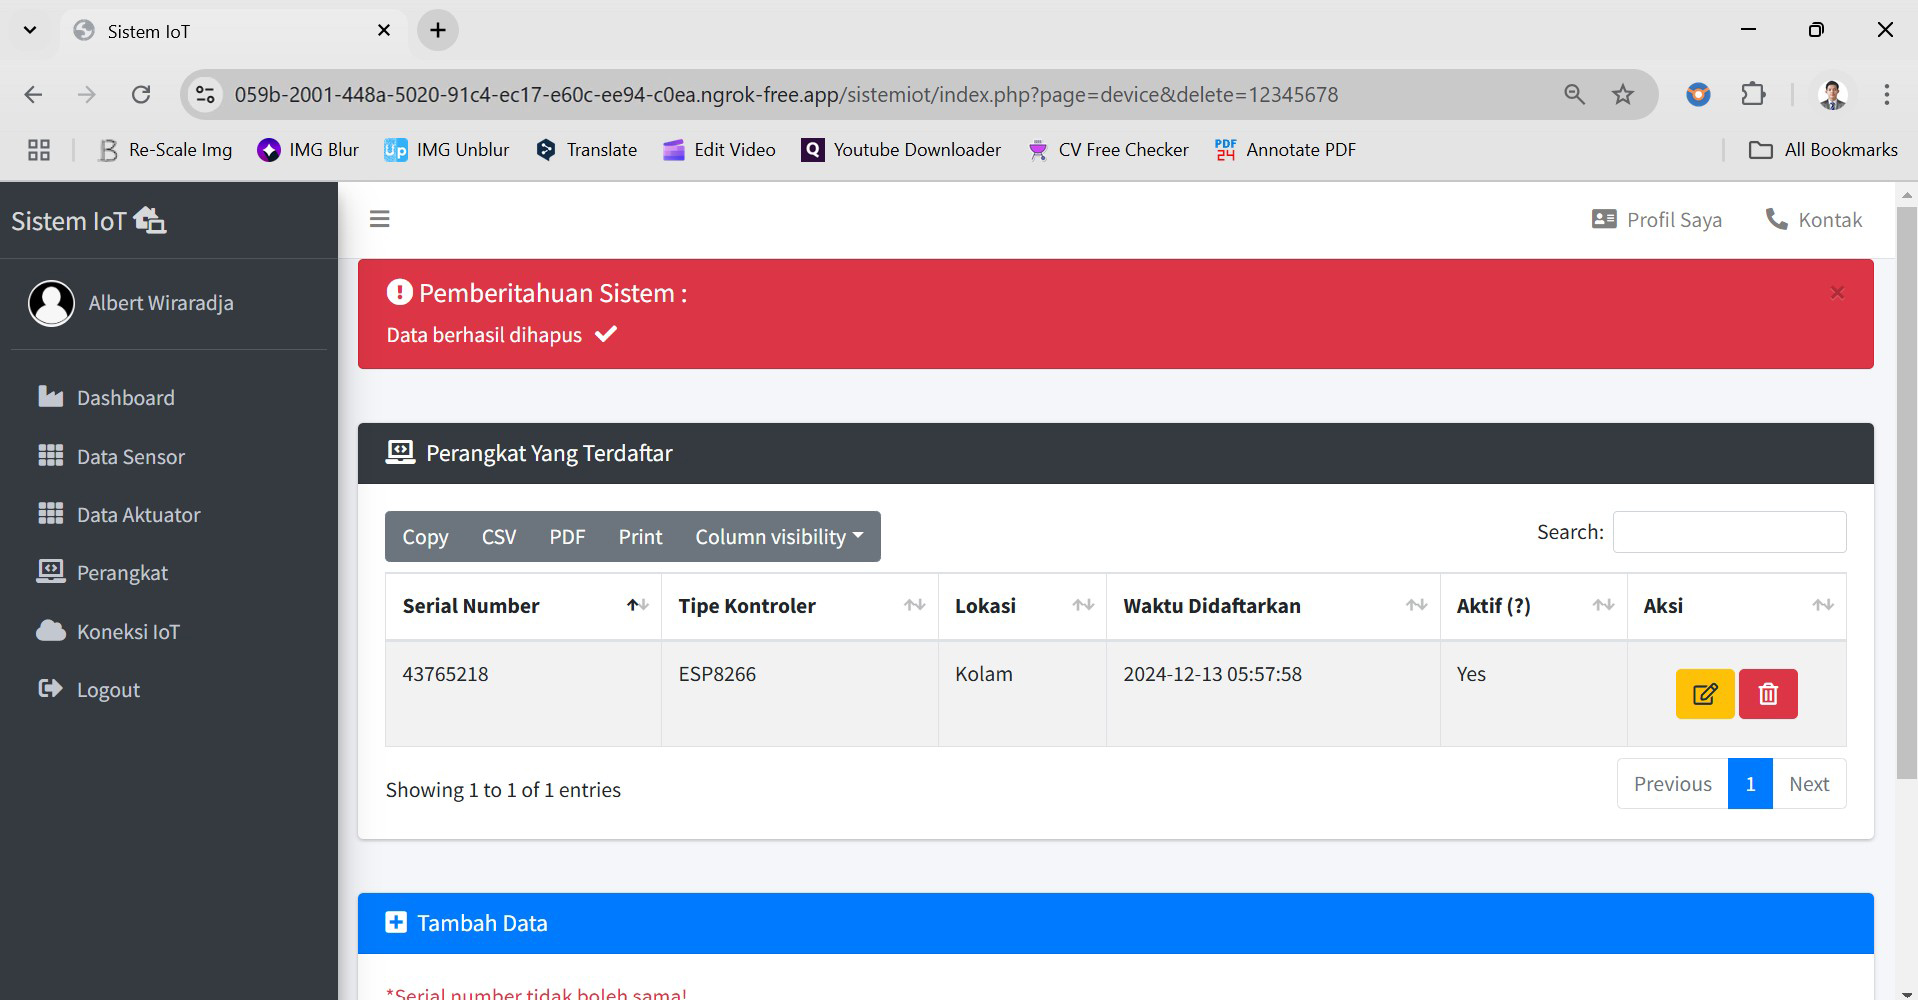 Sistem IoT
059b-2001-448a-5020-91c4-ec17-e60c-ee94-c0ea.ngrok-free.app/sistemiot/index.php?page=device&delete=12345678
Re-Scale Img IMG Blur Up IMG Unblur Translate Edit Video Q Youtube Downloader CV Free Checker PDF 24 Annotate PDF All Bookmarks
Sistem IoT
Profil Saya Kontak
Albert Wiraradja
Dashboard
Data Sensor
Data Aktuator
Perangkat
Koneksi IoT
Logout
Pemberitahuan Sistem :
×
Data berhasil dihapus
Perangkat Yang Terdaftar
Copy CSV PDF Print Column visibility
Search:
Serial Number Tipe Kontroler Lokasi Waktu Didaftarkan Aktif (?) Aksi
43765218 ESP8266 Kolam 2024-12-13 05:57:58 Yes
Showing 1 to 1 of 1 entries
Previous 1 Next
Tambah Data
*Serial number tidak boleh sama!